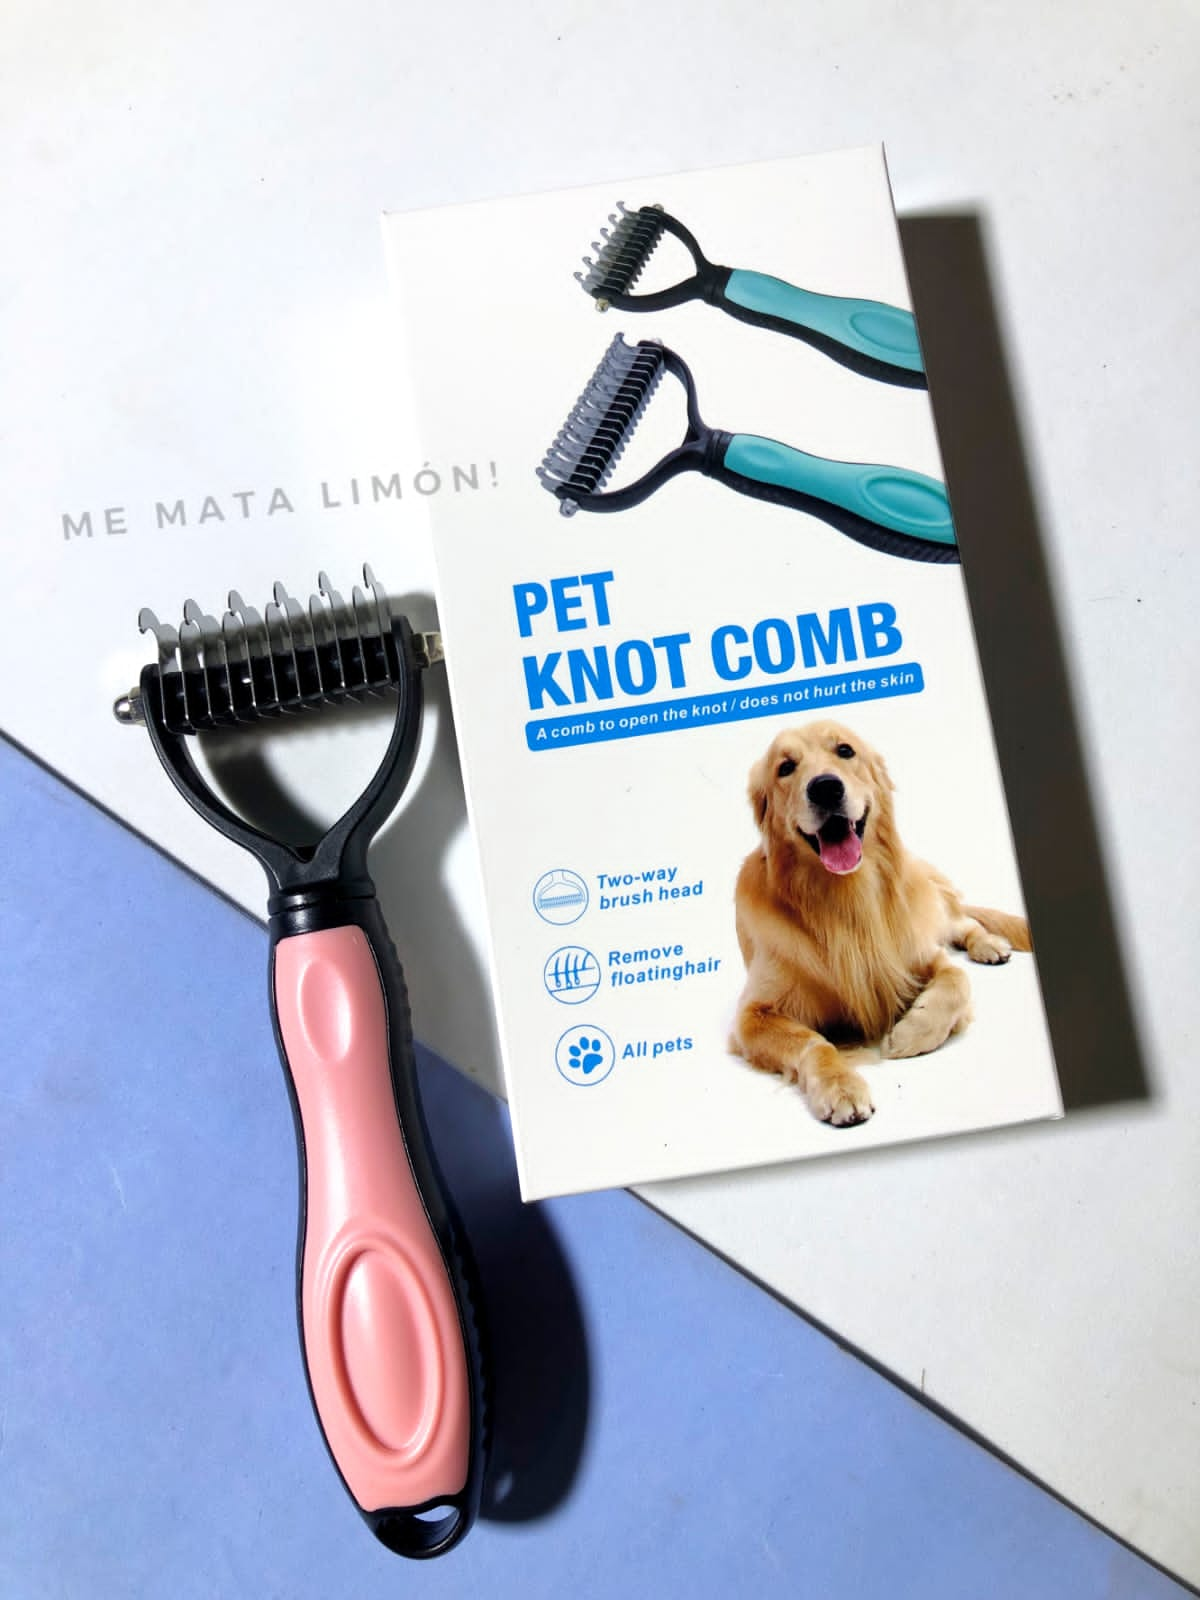 ME MATA LIMÓN!
PET
KNOT COMB
A comb to open the knot / does not hurt the skin
Two-way
brush head
Remove
floatinghair
All pets